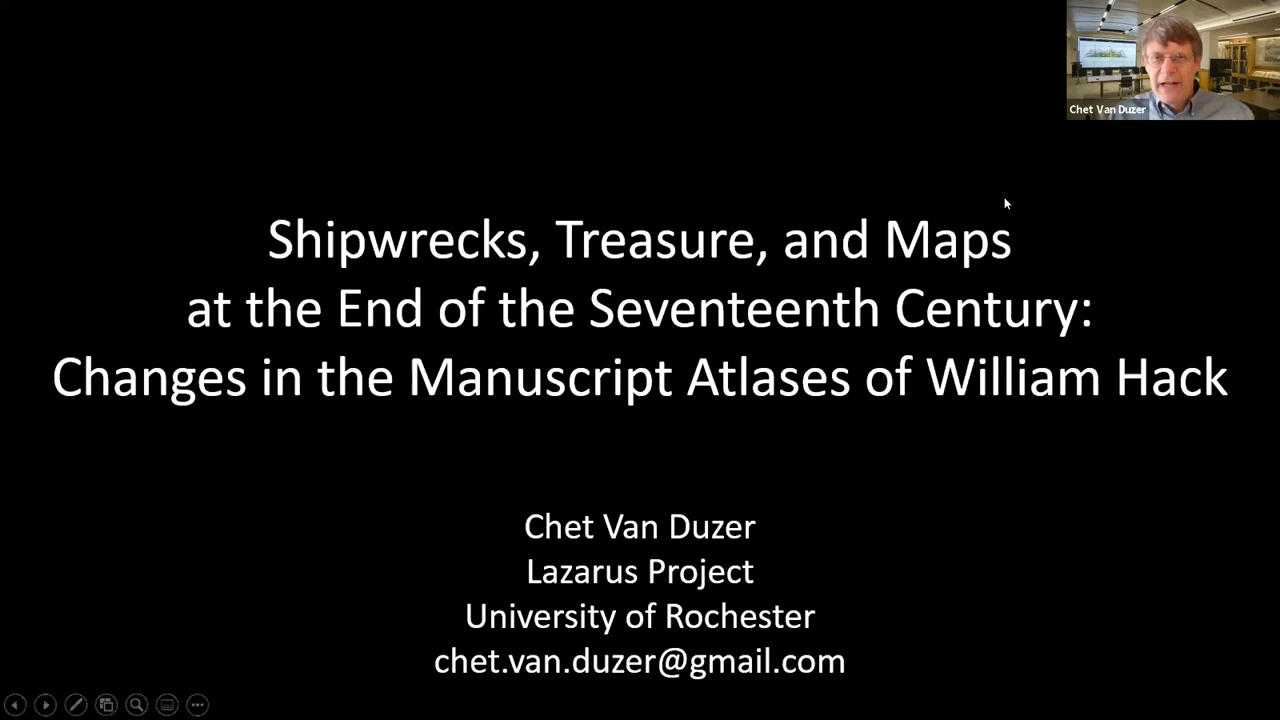 Chet Van Duzer
Shipwrecks, Treasure, and Maps
at the End of the Seventeenth Century:
Changes in the Manuscript Atlases of William Hack
Chet Van Duzer
Lazarus Project
University of Rochester
chet.van.duzer@gmail.com